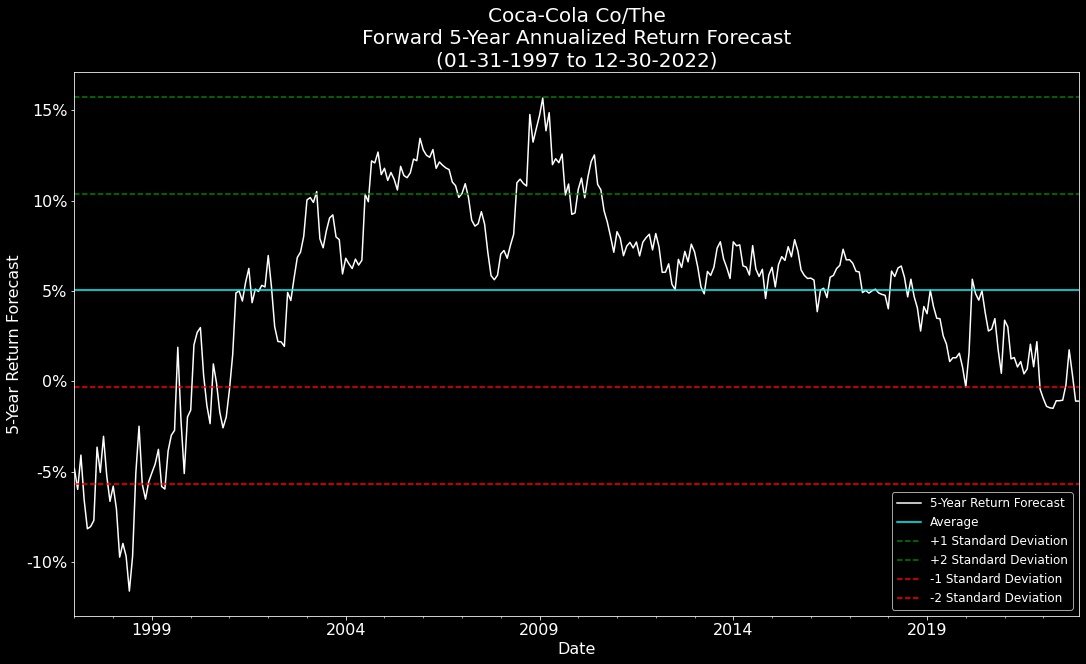 Coca-Cola Co/The
Forward 5-Year Annualized Return Forecast
(01-31-1997 to 12-30-2022)
5-Year Return Forecast
15%
10%
5%
0%
-5%
-10%
5-Year Return Forecast
Average
+1 Standard Deviation
+2 Standard Deviation
-1 Standard Deviation
-2 Standard Deviation
1999
2004
2009
2014
2019
Date